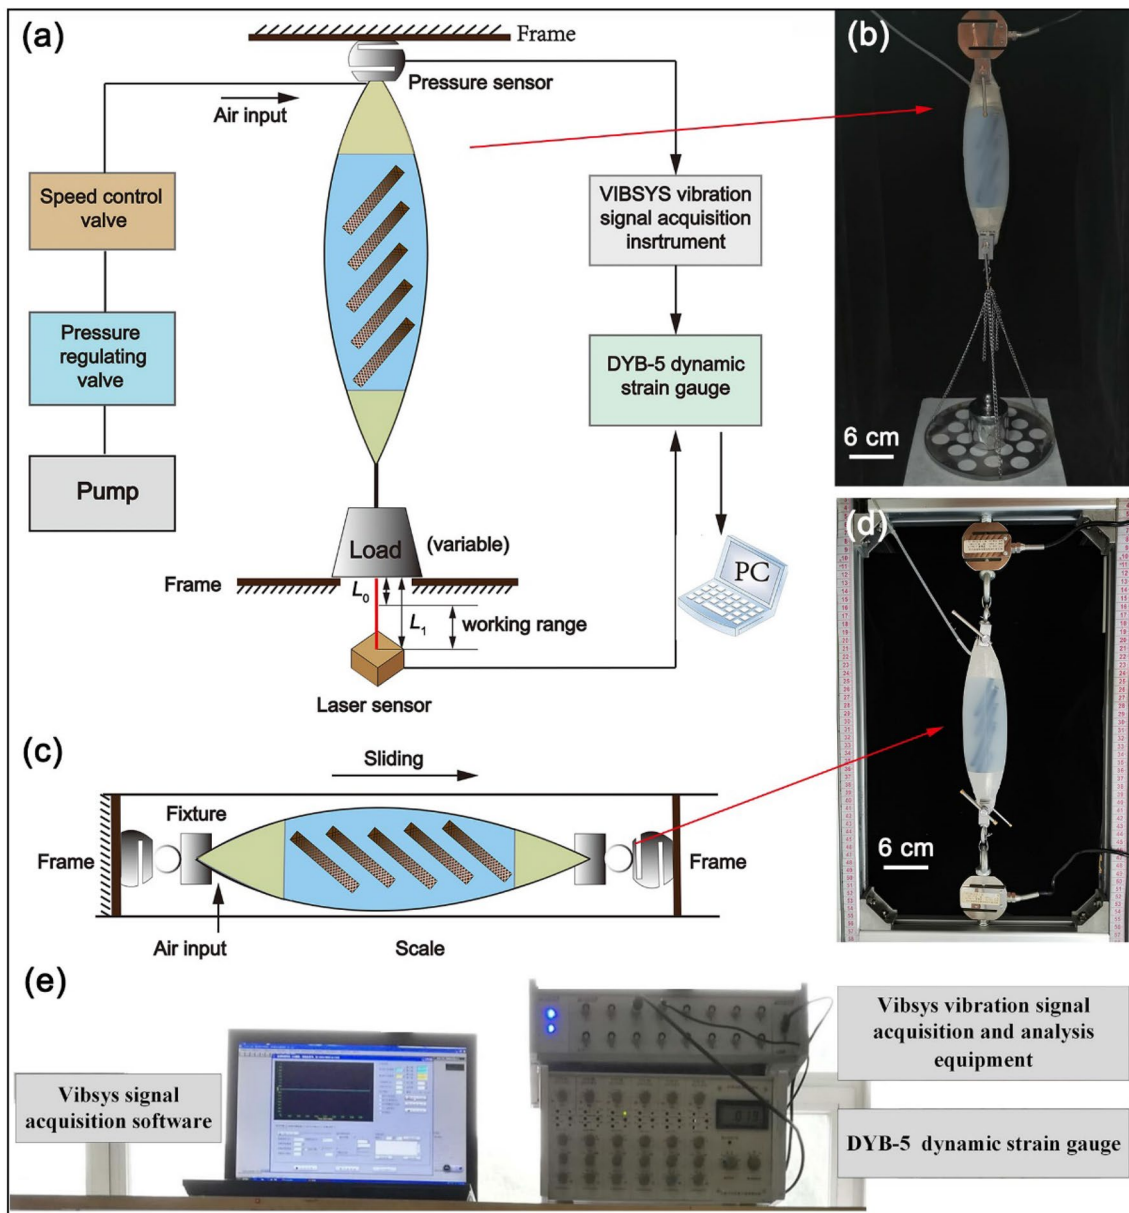 (a)
Frame
Pressure sensor
Air input
Speed control
valve
Pressure
regulating
valve
Pump
VIBSYS vibration
signal acquisition
insrtrument
DYB-5 dynamic
strain gauge
PC
Load
(variable)
Frame
L0
L1
working range
Laser sensor
(b)
6 cm
(c)
Sliding
Fixture
Frame
Frame
Air input
Scale
(d)
6 cm
(e)
Vibsys signal
acquisition software
Vibsys vibration signal
acquisition and analysis
equipment
DYB-5 dynamic strain gauge